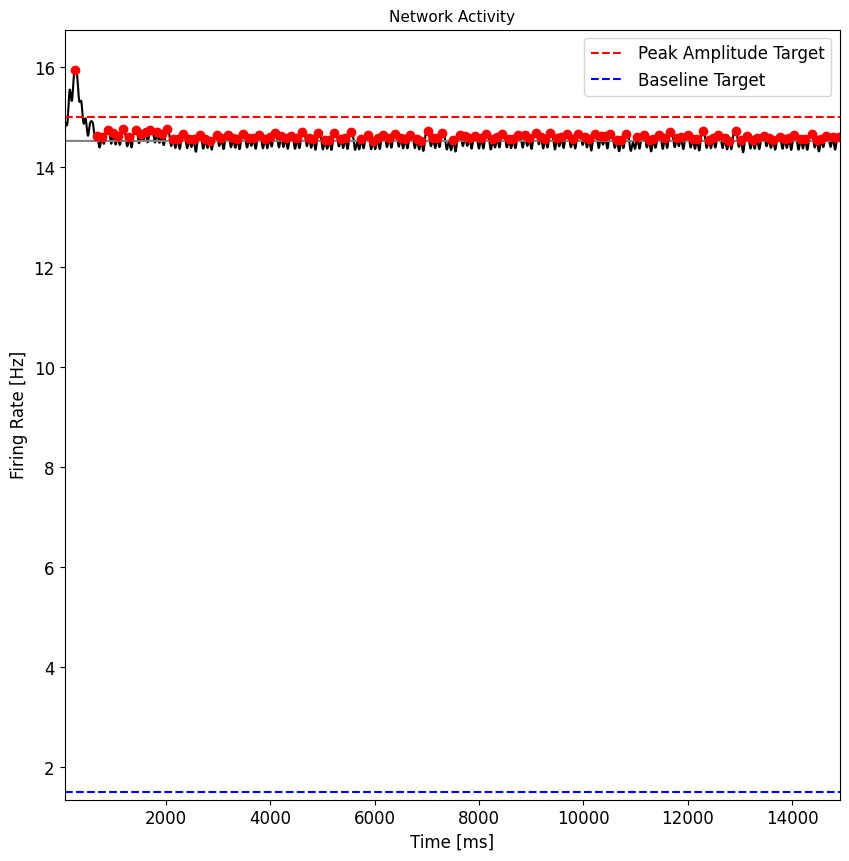 Network Activity
Peak Amplitude Target
Baseline Target
16
14
12
10
8
6
4
2
Firing Rate [Hz]
2000 4000 6000 8000 10000 12000 14000
Time [ms]